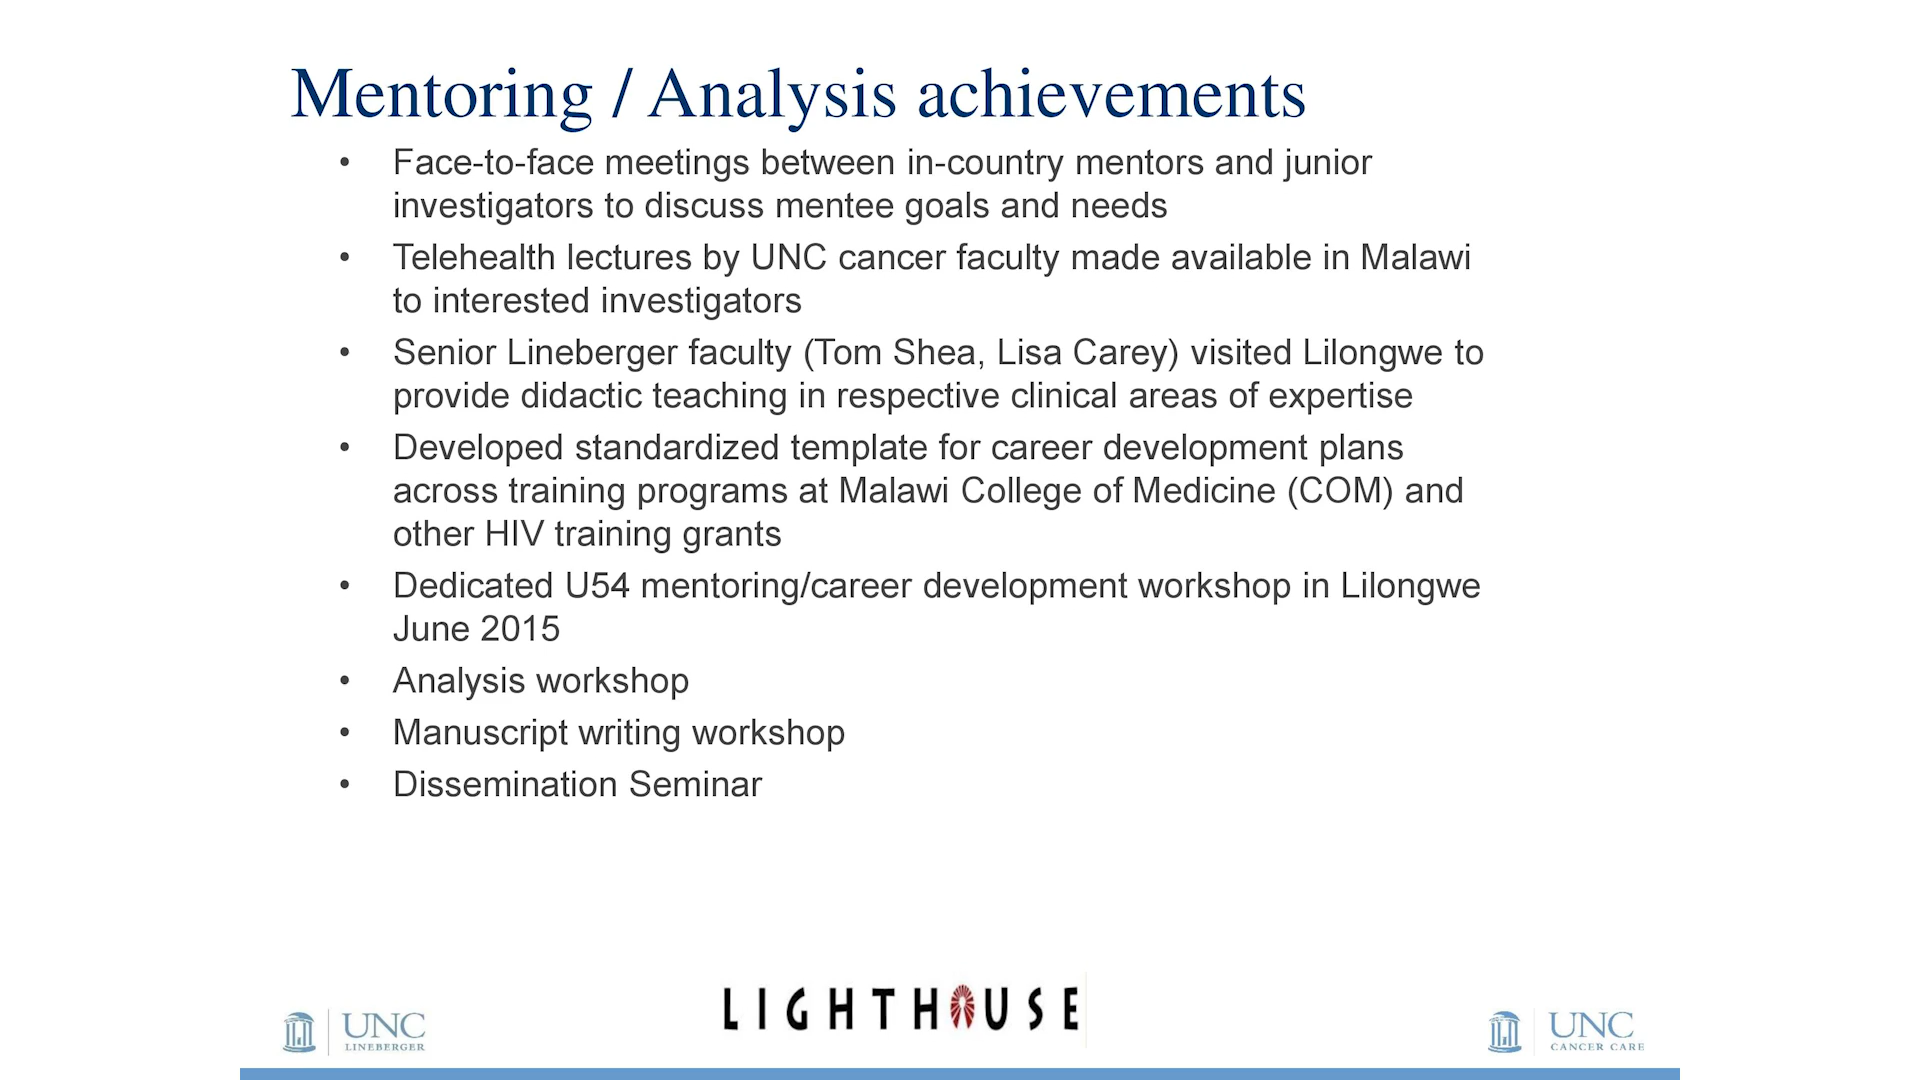 Mentoring / Analysis achievements
• Face-to-face meetings between in-country mentors and junior
investigators to discuss mentee goals and needs
• Telehealth lectures by UNC cancer faculty made available in Malawi
to interested investigators
• Senior Lineberger faculty (Tom Shea, Lisa Carey) visited Lilongwe to
provide didactic teaching in respective clinical areas of expertise
• Developed standardized template for career development plans
across training programs at Malawi College of Medicine (COM) and
other HIV training grants
• Dedicated U54 mentoring/career development workshop in Lilongwe
June 2015
• Analysis workshop
• Manuscript writing workshop
• Dissemination Seminar
UNC
LINEBERGER
LIGHTHOUSE
UNC
CANCER CARE